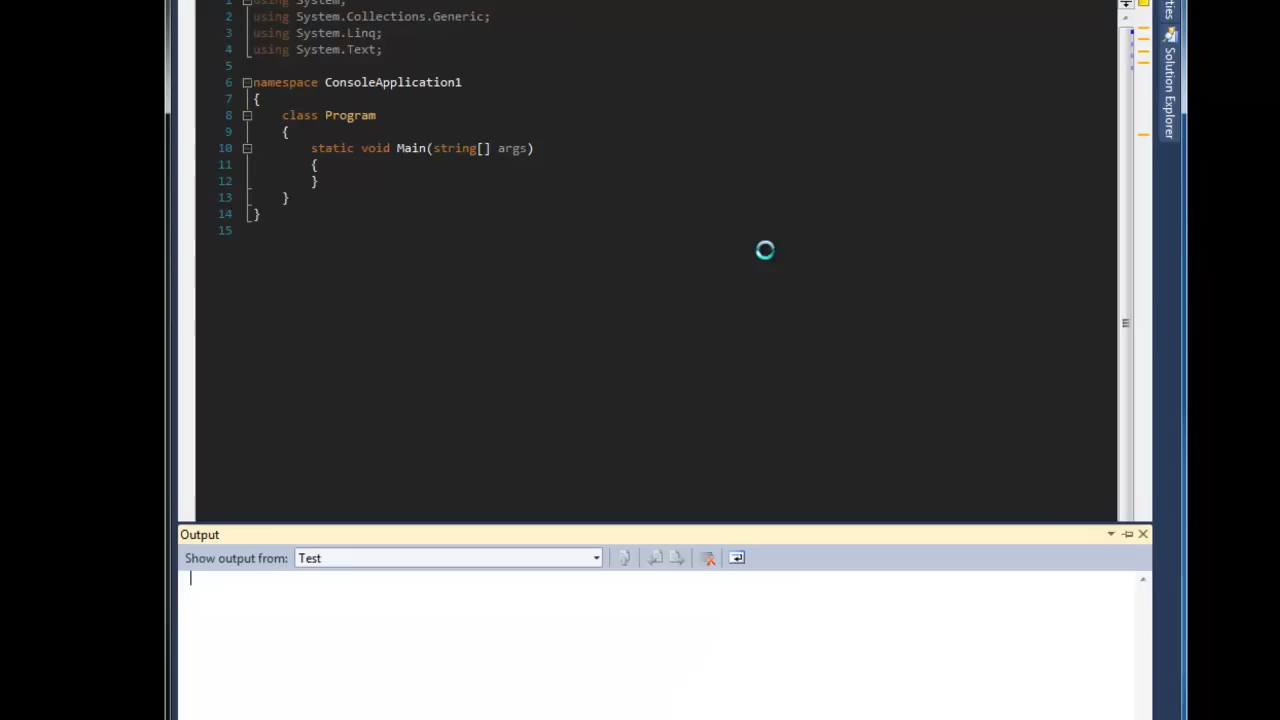 1 using System;
2 using System.Collections.Generic;
3 using System.Linq;
4 using System.Text;
5
6 namespace ConsoleApplication1
7 {
8 class Program
9 {
10 static void Main(string[] args)
11 {
12 }
13 }
14 }
15
Solution Explorer
Output
Show output from: Test